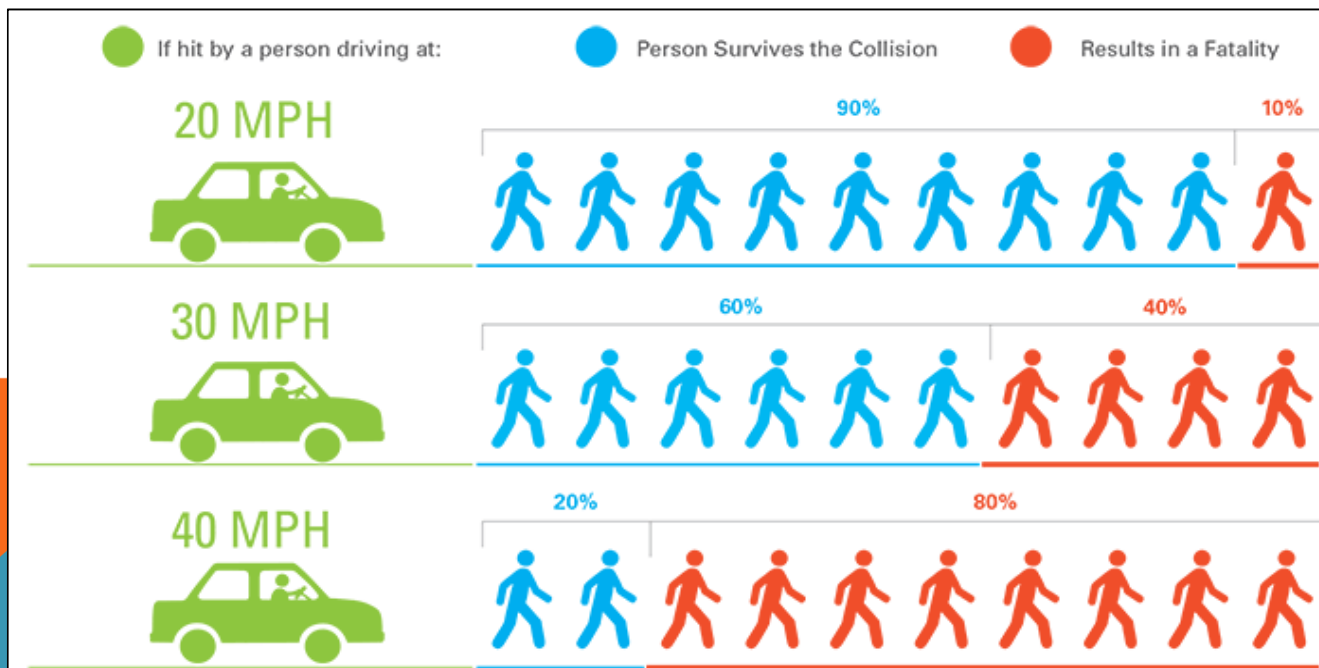 If hit by a person driving at:
Person Survives the Collision
Results in a Fatality
20 MPH
90%
10%
30 MPH
60%
40%
40 MPH
20%
80%